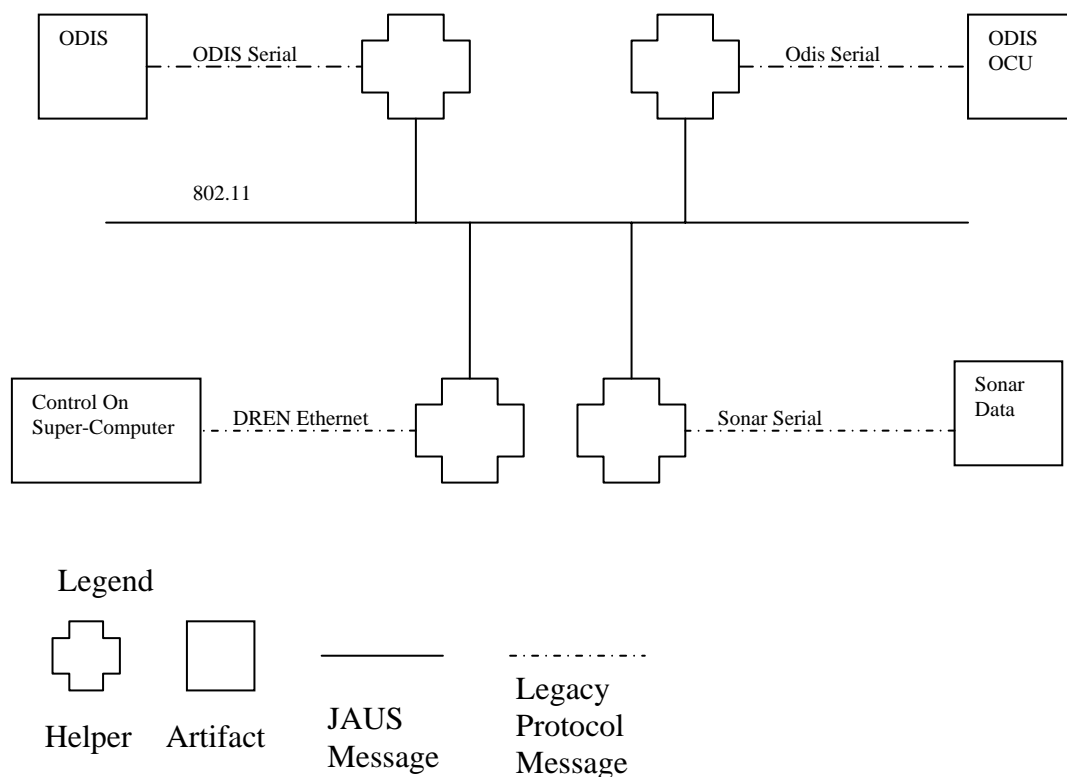 ODIS
ODIS Serial
Odis Serial
ODIS
OCU
802.11
Control On
Super-Computer
DREN Ethernet
Sonar Serial
Sonar
Data
Legend
Helper
Artifact
JAUS
Message
Legacy
Protocol
Message